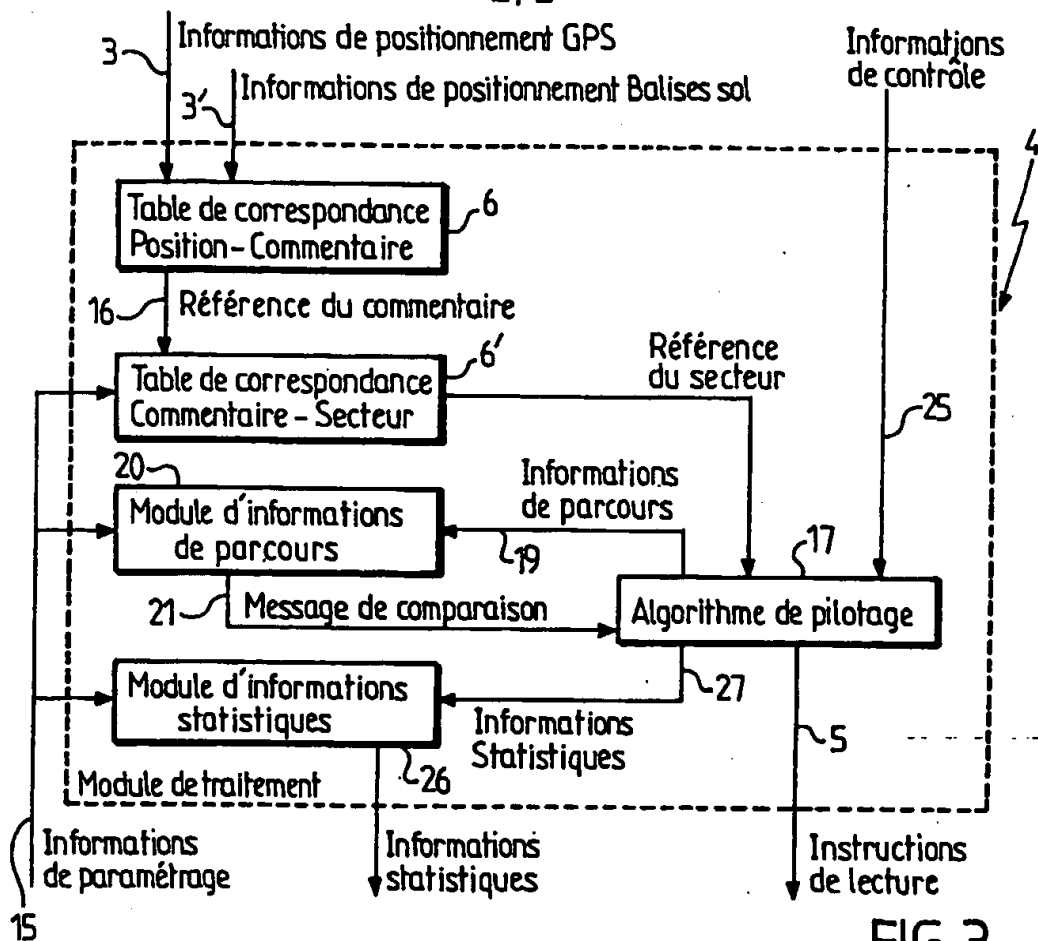 3
Informations de positionnement GPS
3'
Informations de positionnement Balises sol
Informations
de contrôle
4
Table de correspondance
Position-Commentaire
6
16
Référence du commentaire
Table de correspondance
Commentaire-Secteur
6'
Référence
du secteur
25
20
Module d'informations
de parcours
Informations
de parcours
19
17
21
Message de comparaison
Algorithme de pilotage
Module d'informations
statistiques
27
Informations
Statistiques
5
26
Module de traitement
Informations
de paramétrage
15
Informations
statistiques
Instructions
de lecture